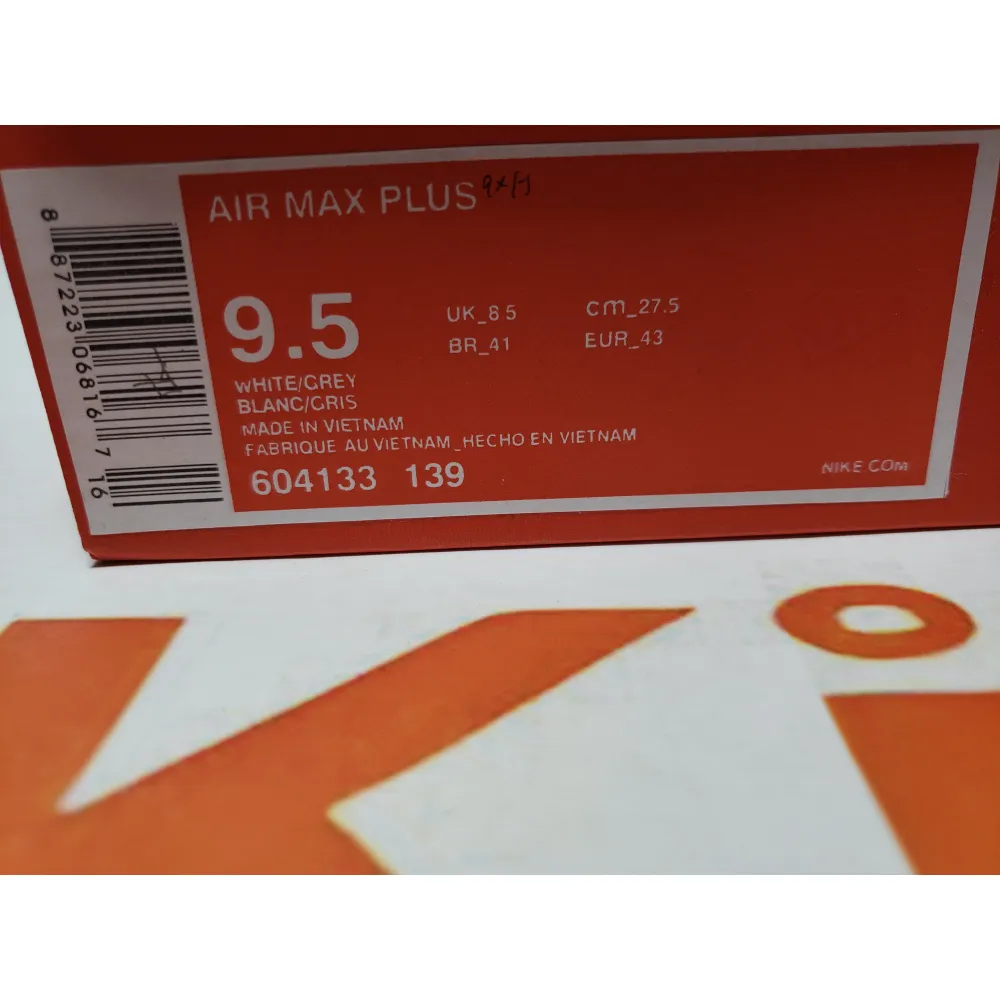 AIR MAX PLUS
9.5
UK_8.5 cm_27.5
BR_41 EUR_43
WHITE/GREY
BLANC/GRIS
MADE IN VIETNAM
FABRIQUE AU VIETNAM_HECHO EN VIETNAM
604133 139
NIKE.COM
8 87223 06816 7 16
Ki